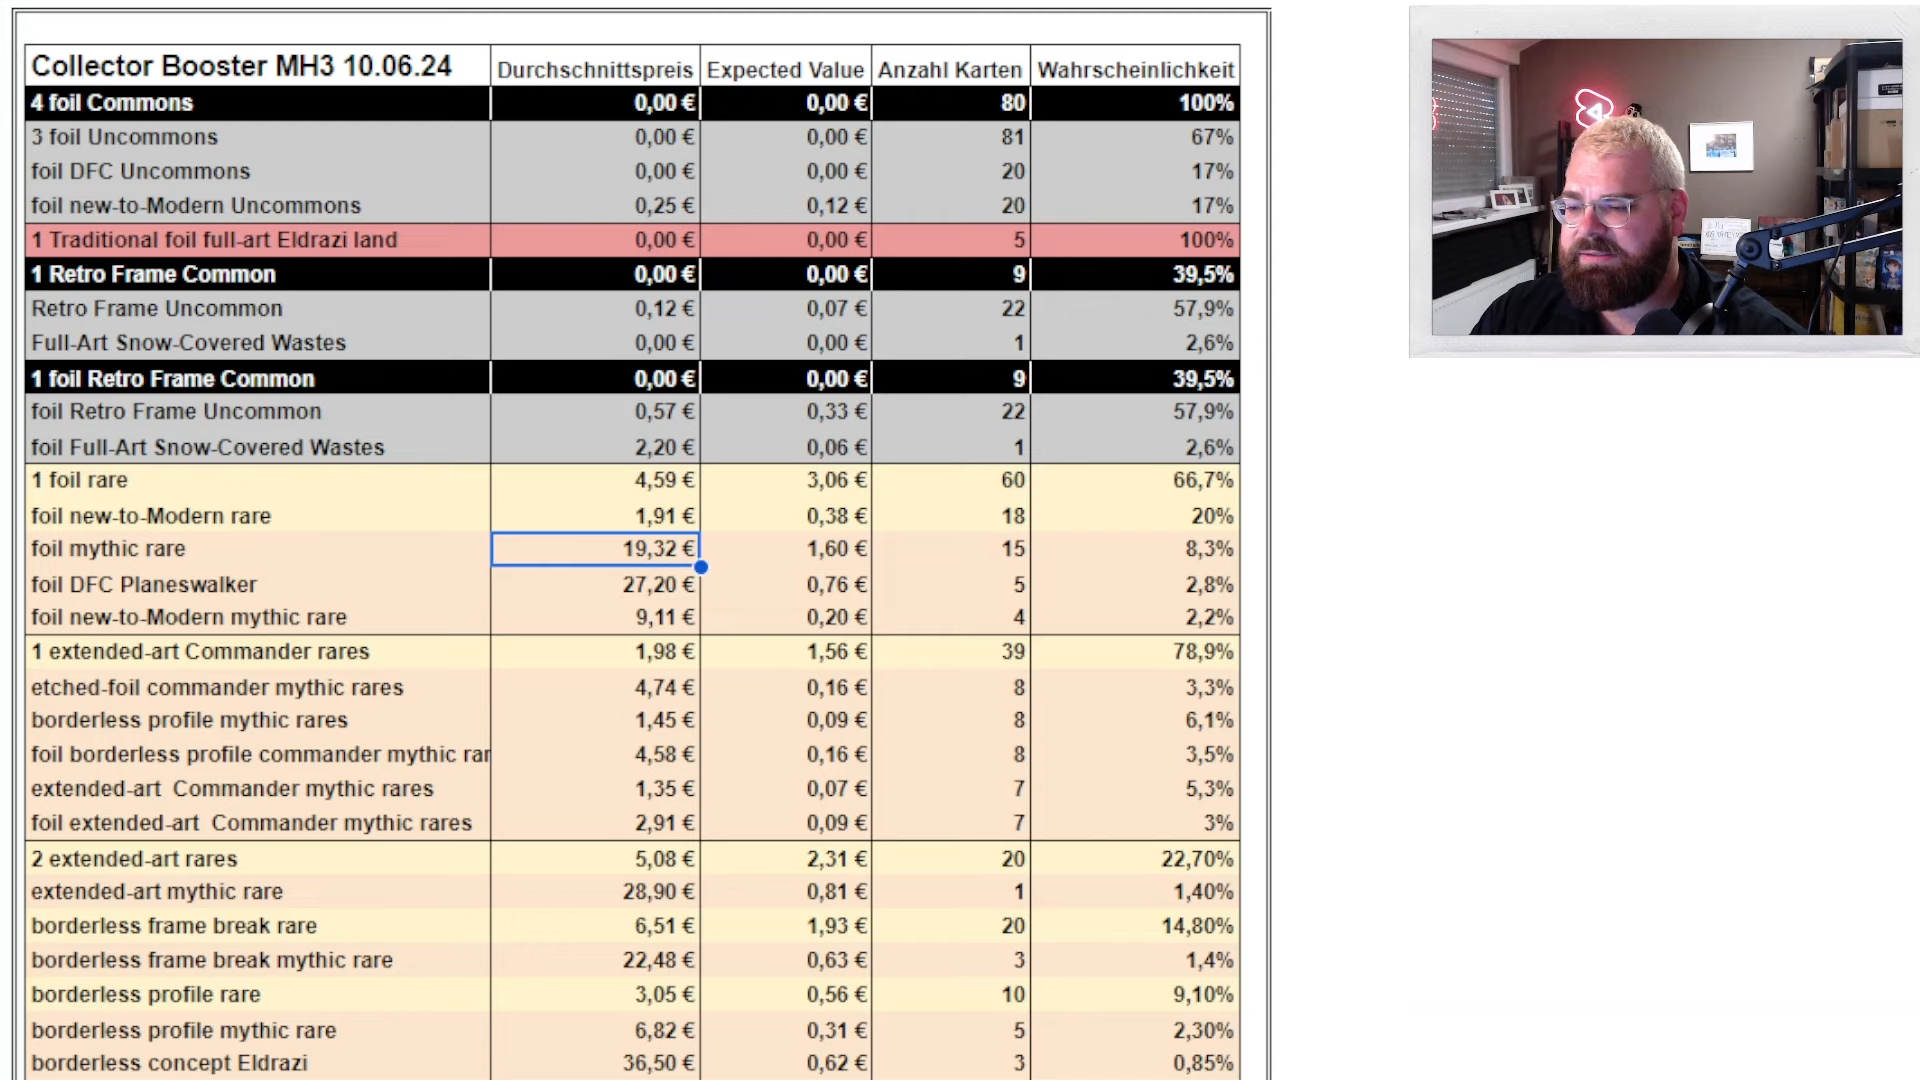 Collector Booster MH3 10.06.24 Durchschnittspreis Expected Value Anzahl Karten Wahrscheinlichkeit
4 foil Commons 0,00 € 0,00 € 80 100%
3 foil Uncommons 0,00 € 0,00 € 81 67%
foil DFC Uncommons 0,00 € 0,00 € 20 17%
foil new-to-Modern Uncommons 0,25 € 0,12 € 20 17%
1 Traditional foil full-art Eldrazi land 0,00 € 0,00 € 5 100%
1 Retro Frame Common 0,00 € 0,00 € 9 39,5%
Retro Frame Uncommon 0,12 € 0,07 € 22 57,9%
Full-Art Snow-Covered Wastes 0,00 € 0,00 € 1 2,6%
1 foil Retro Frame Common 0,00 € 0,00 € 9 39,5%
foil Retro Frame Uncommon 0,57 € 0,33 € 22 57,9%
foil Full-Art Snow-Covered Wastes 2,20 € 0,06 € 1 2,6%
1 foil rare 4,59 € 3,06 € 60 66,7%
foil new-to-Modern rare 1,91 € 0,38 € 18 20%
foil mythic rare 19,32 € 1,60 € 15 8,3%
foil DFC Planeswalker 27,20 € 0,76 € 5 2,8%
foil new-to-Modern mythic rare 9,11 € 0,20 € 4 2,2%
1 extended-art Commander rares 1,98 € 1,56 € 39 78,9%
etched-foil commander mythic rares 4,74 € 0,16 € 8 3,3%
borderless profile mythic rares 1,45 € 0,09 € 8 6,1%
foil borderless profile commander mythic rar 4,58 € 0,16 € 8 3,5%
extended-art Commander mythic rares 1,35 € 0,07 € 7 5,3%
foil extended-art Commander mythic rares 2,91 € 0,09 € 7 3%
2 extended-art rares 5,08 € 2,31 € 20 22,70%
extended-art mythic rare 28,90 € 0,81 € 1 1,40%
borderless frame break rare 6,51 € 1,93 € 20 14,80%
borderless frame break mythic rare 22,48 € 0,63 € 3 1,4%
borderless profile rare 3,05 € 0,56 € 10 9,10%
borderless profile mythic rare 6,82 € 0,31 € 5 2,30%
borderless concept Eldrazi 36,50 € 0,62 € 3 0,85%